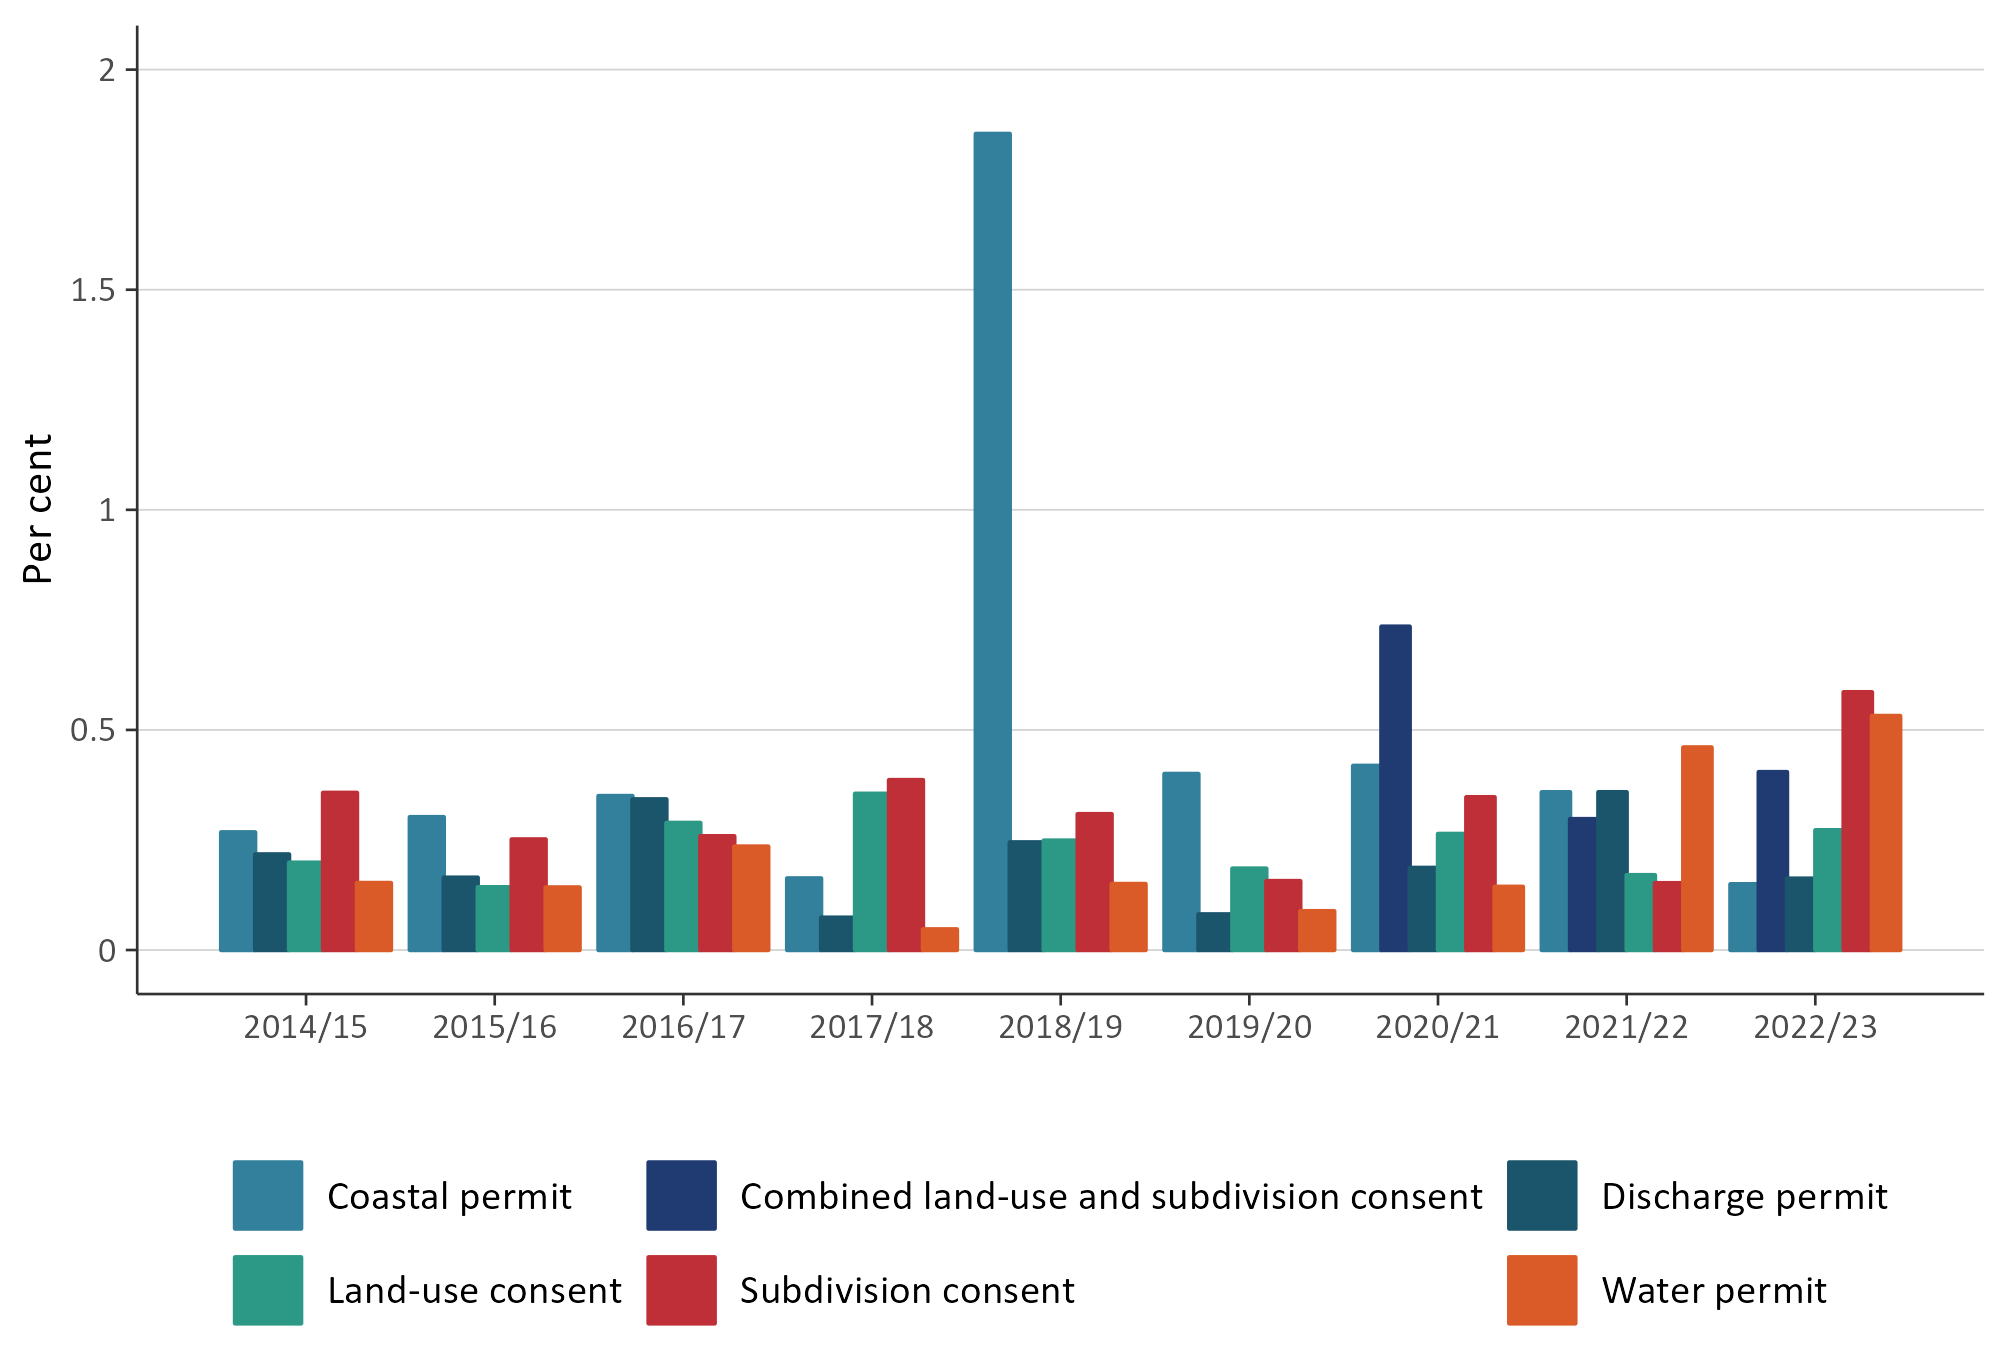 Per cent
2
1.5
1
0.5
0
2014/15 2015/16 2016/17 2017/18 2018/19 2019/20 2020/21 2021/22 2022/23
Coastal permit Combined land-use and subdivision consent Discharge permit
Land-use consent Subdivision consent Water permit